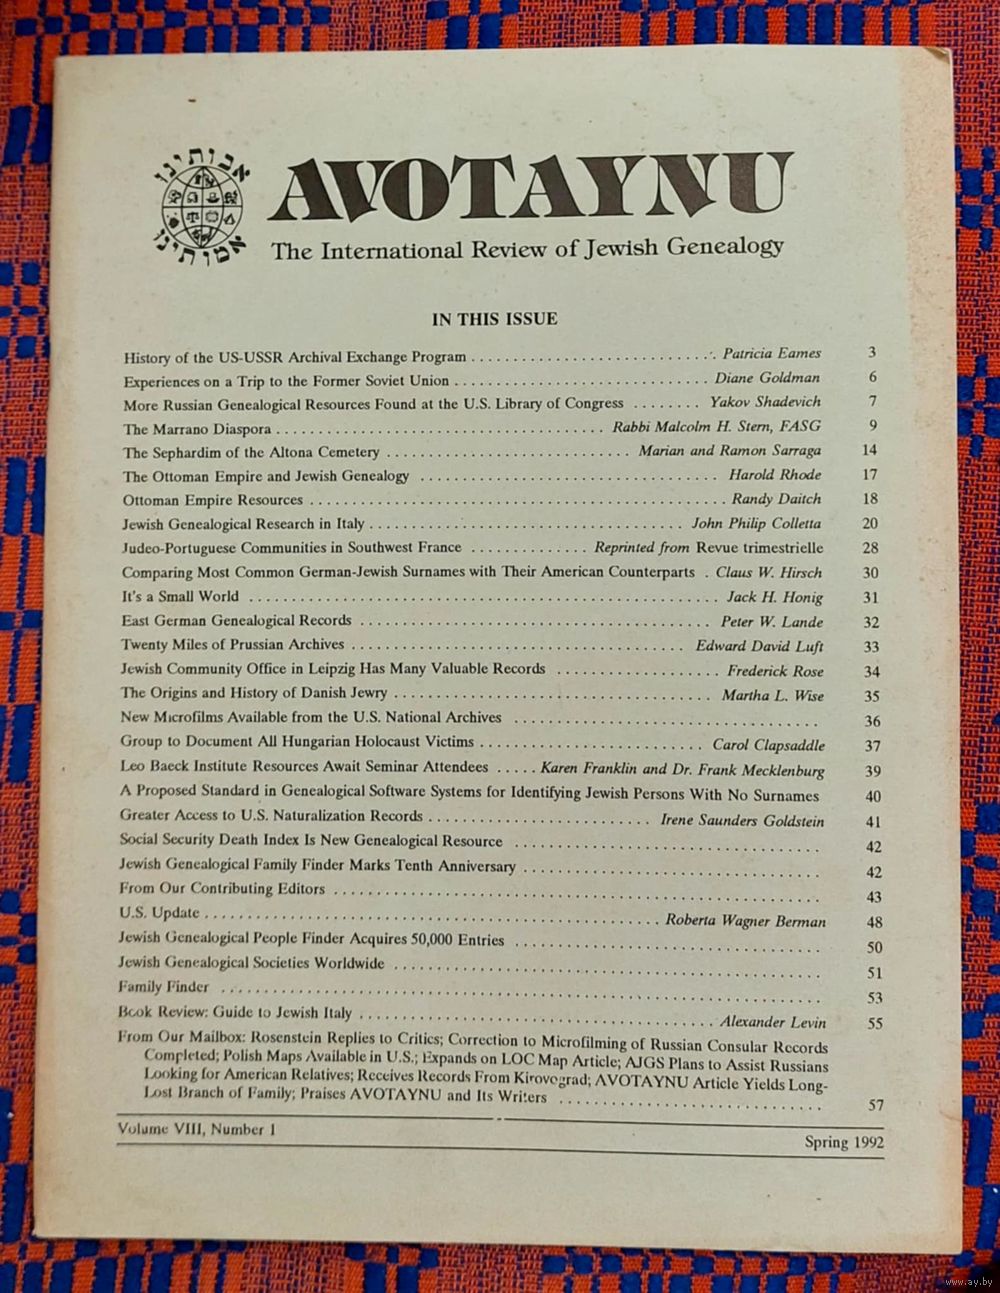 אבותינו
אמותינו
AVOTAYNU
The International Review of Jewish Genealogy
IN THIS ISSUE
History of the US-USSR Archival Exchange Program . . . . . . . . . . . . . . . . . . . . Patricia Eames 3
Experiences on a Trip to the Former Soviet Union . . . . . . . . . . . . . . . . . . . . Diane Goldman 6
More Russian Genealogical Resources Found at the U.S. Library of Congress . . . . . . . . Yakov Shadevich 7
The Marrano Diaspora . . . . . . . . . . . . . . . . . . . . Rabbi Malcolm H. Stern, FASG 9
The Sephardim of the Altona Cemetery . . . . . . . . . . . . . . . . . . . . Marian and Ramon Sarraga 14
The Ottoman Empire and Jewish Genealogy . . . . . . . . . . . . . . . . . . . . Harold Rhode 17
Ottoman Empire Resources . . . . . . . . . . . . . . . . . . . . Randy Daitch 18
Jewish Genealogical Research in Italy . . . . . . . . . . . . . . . . . . . . John Philip Colletta 20
Judeo-Portuguese Communities in Southwest France . . . . . . . . . . . . . . Reprinted from Revue trimestrielle 28
Comparing Most Common German-Jewish Surnames with Their American Counterparts . Claus W. Hirsch 30
It's a Small World . . . . . . . . . . . . . . . . . . . . Jack H. Honig 31
East German Genealogical Records . . . . . . . . . . . . . . . . . . . . Peter W. Lande 32
Twenty Miles of Prussian Archives . . . . . . . . . . . . . . . . . . . . Edward David Luft 33
Jewish Community Office in Leipzig Has Many Valuable Records . . . . . . . . . . . . . . . . . . . Frederick Rose 34
The Origins and History of Danish Jewry . . . . . . . . . . . . . . . . . . . . Martha L. Wise 35
New Microfilms Available from the U.S. National Archives . . . . . . . . . . . . . . . . . . . . 36
Group to Document All Hungarian Holocaust Victims . . . . . . . . . . . . . . . . . . . . Carol Clapsaddle 37
Leo Baeck Institute Resources Await Seminar Attendees . . . . . Karen Franklin and Dr. Frank Mecklenburg 39
A Proposed Standard in Genealogical Software Systems for Identifying Jewish Persons With No Surnames 40
Greater Access to U.S. Naturalization Records . . . . . . . . . . . . . . . . . . . . Irene Saunders Goldstein 41
Social Security Death Index Is New Genealogical Resource . . . . . . . . . . . . . . . . . . . . 42
Jewish Genealogical Family Finder Marks Tenth Anniversary . . . . . . . . . . . . . . . . . . . . 42
From Our Contributing Editors . . . . . . . . . . . . . . . . . . . . 43
U.S. Update . . . . . . . . . . . . . . . . . . . . Roberta Wagner Berman 48
Jewish Genealogical People Finder Acquires 50,000 Entries . . . . . . . . . . . . . . . . . . . . 50
Jewish Genealogical Societies Worldwide . . . . . . . . . . . . . . . . . . . . 51
Family Finder . . . . . . . . . . . . . . . . . . . . 53
Book Review: Guide to Jewish Italy . . . . . . . . . . . . . . . . . . . . Alexander Levin 55
From Our Mailbox: Rosenstein Replies to Critics; Correction to Microfilming of Russian Consular Records
Completed; Polish Maps Available in U.S.; Expands on LOC Map Article; AJGS Plans to Assist Russians
Looking for American Relatives; Receives Records From Kirovograd; AVOTAYNU Article Yields Long-
Lost Branch of Family; Praises AVOTAYNU and Its Writers . . . . . . . . . . . . . . . . . . . . 57
Volume VIII, Number 1
Spring 1992
www.ay.by